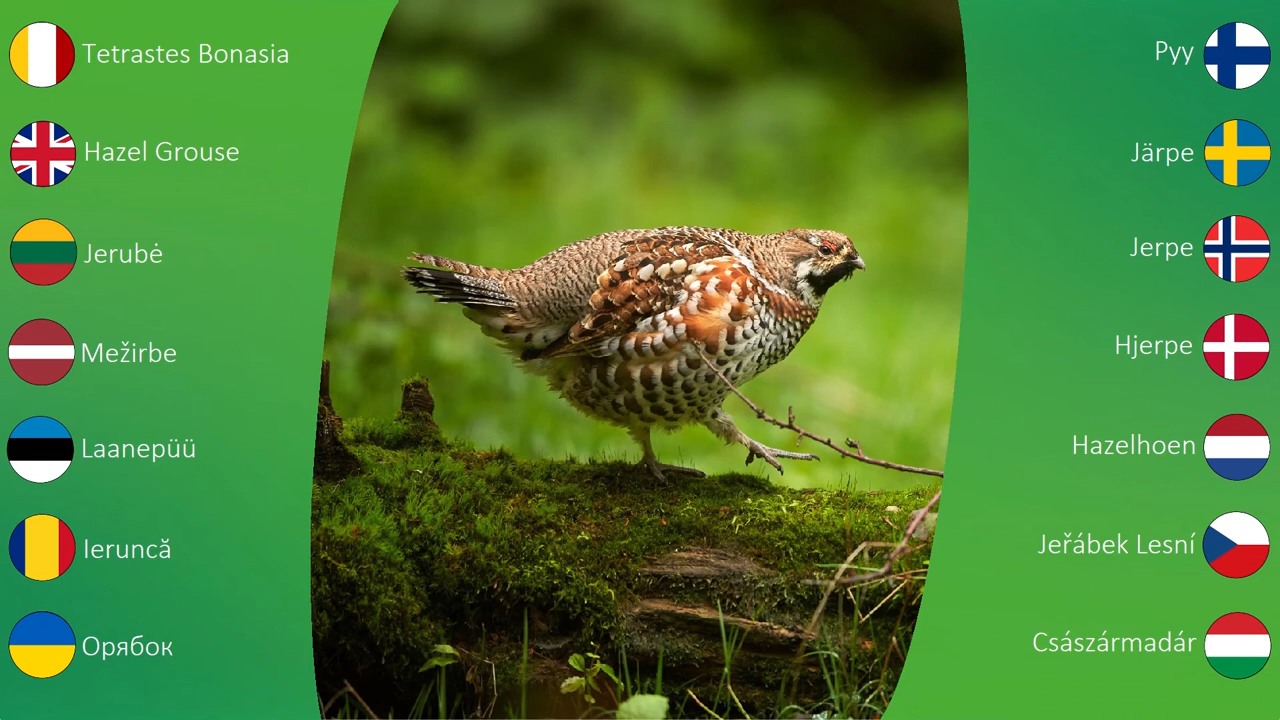 Tetrastes Bonasia
Hazel Grouse
Jerubė
Mežirbe
Laanepüü
Ieruncă
Орябок
Pyy
Järpe
Jerpe
Hjerpe
Hazelhoen
Jeřábek Lesní
Császármadár